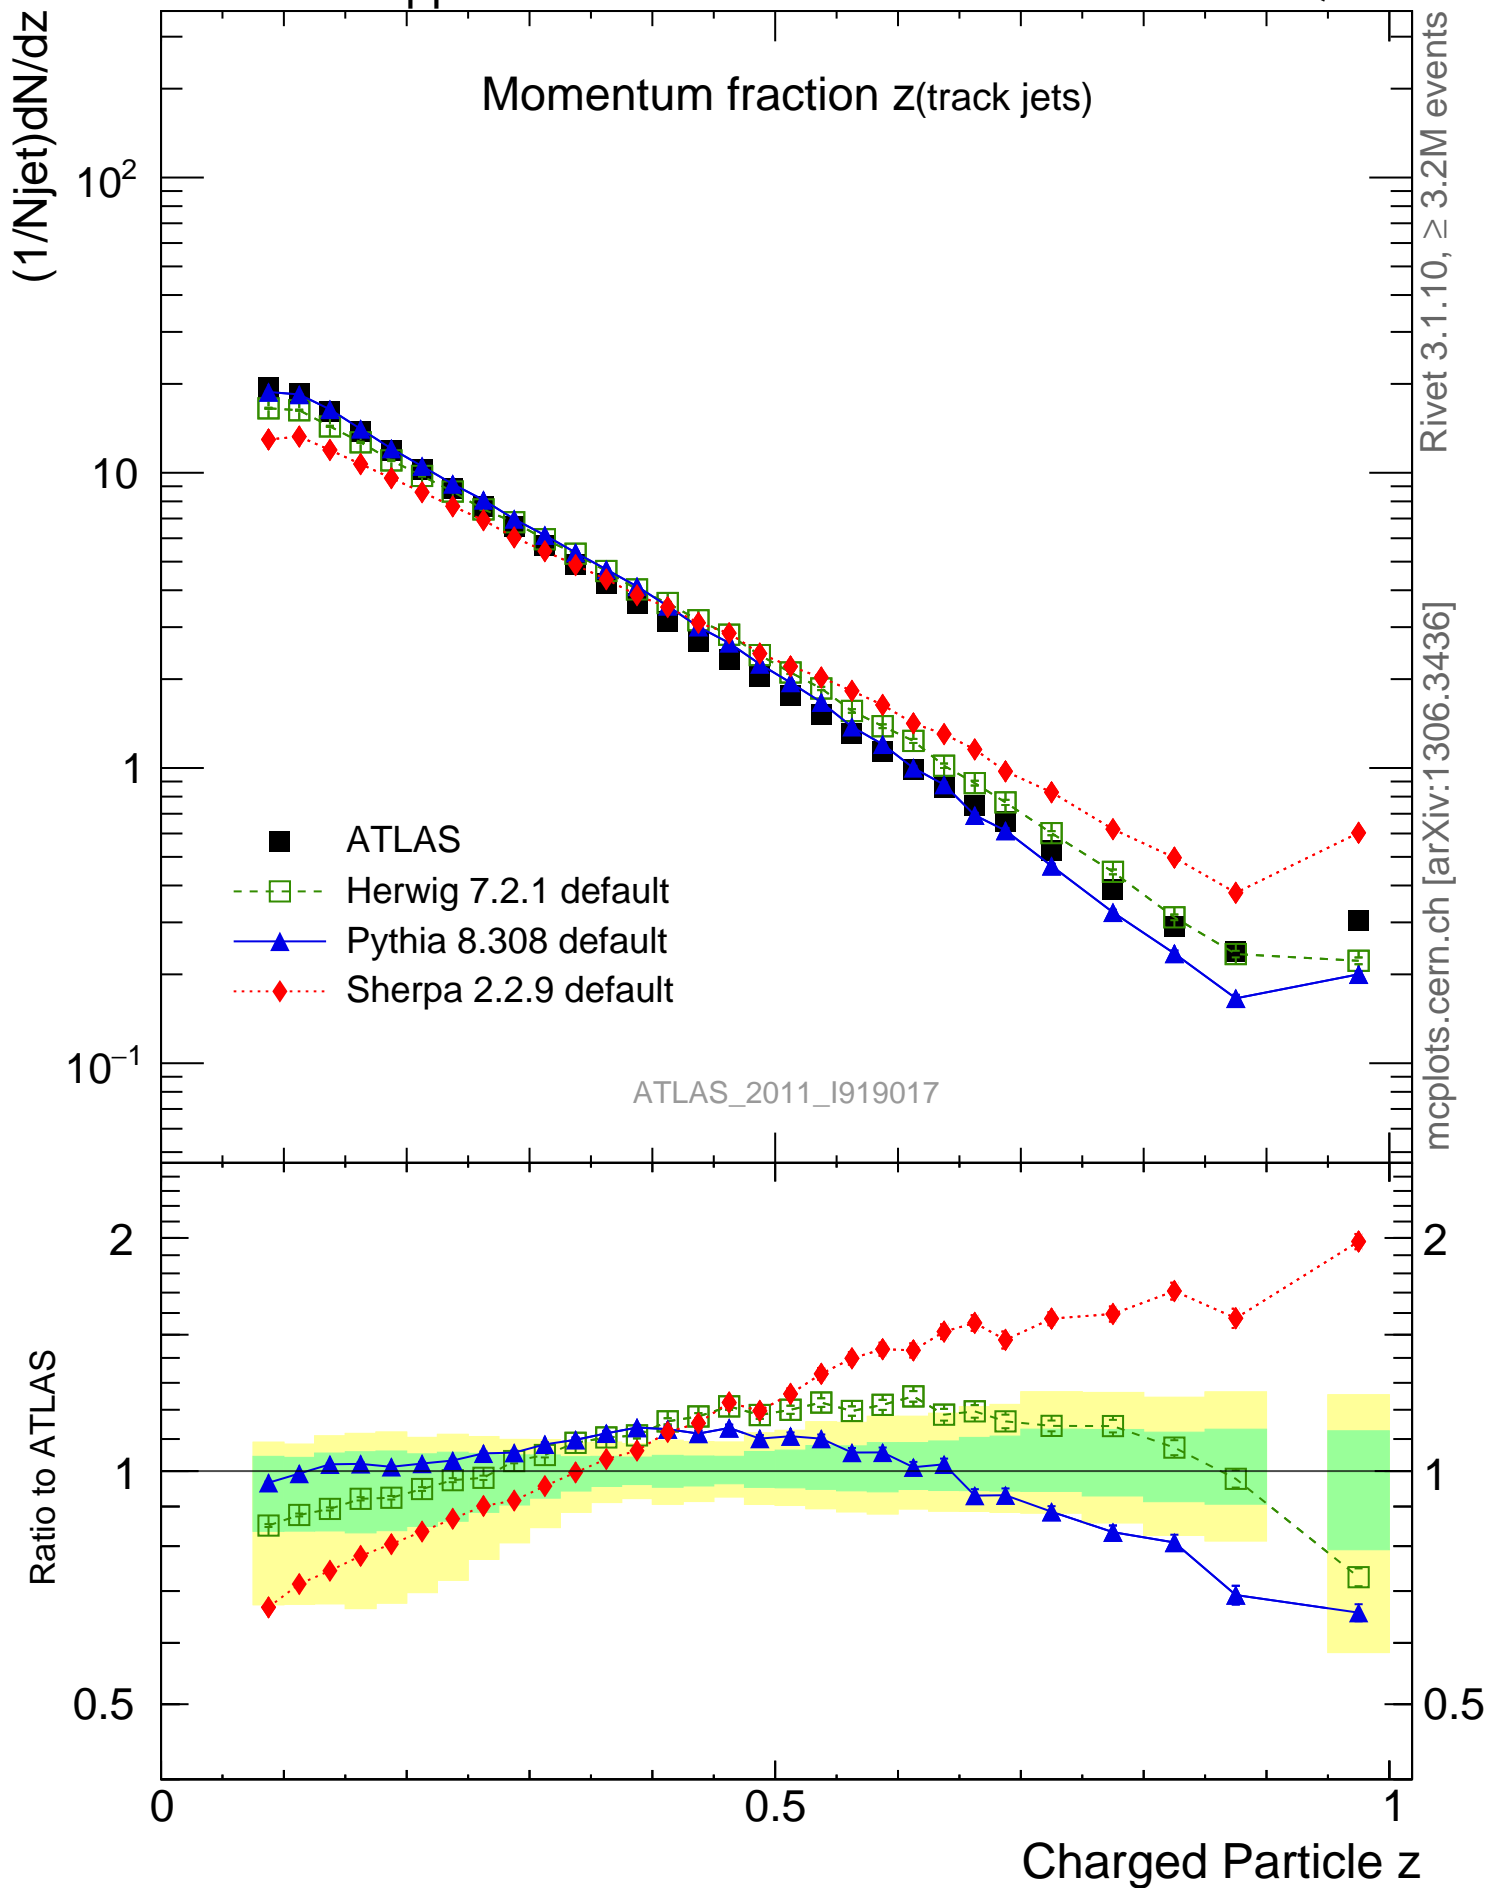 Momentum fraction z(track jets)
(1/Njet)dN/dz
10²
10
1
10⁻¹
ATLAS
Herwig 7.2.1 default
Pythia 8.308 default
Sherpa 2.2.9 default
ATLAS_2011_I919017
Rivet 3.1.10, ≥ 3.2M events
mcplots.cern.ch [arXiv:1306.3436]
Ratio to ATLAS
2
1
0.5
2
1
0.5
0
0.5
1
Charged Particle z